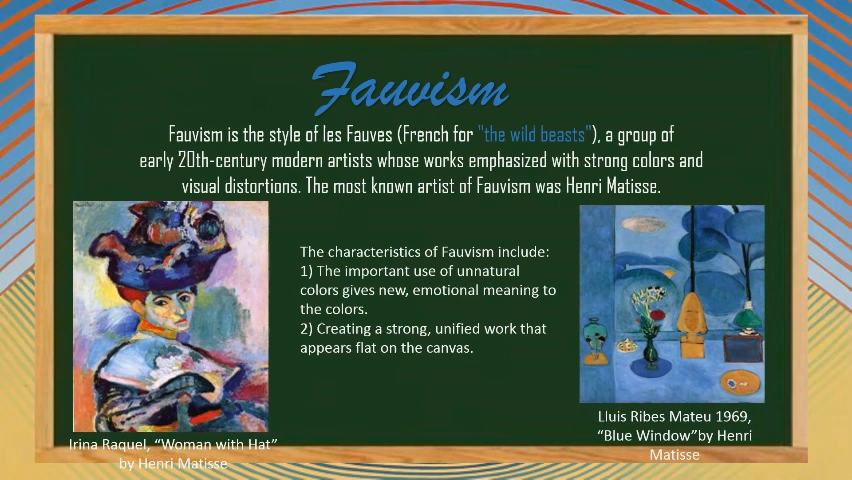 Fauvism
Fauvism is the style of les Fauves (French for "the wild beasts"), a group of
early 20th-century modern artists whose works emphasized with strong colors and
visual distortions. The most known artist of Fauvism was Henri Matisse.
The characteristics of Fauvism include:
1) The important use of unnatural
colors gives new, emotional meaning to
the colors.
2) Creating a strong, unified work that
appears flat on the canvas.
Irina Raquel, “Woman with Hat”
by Henri Matisse
Lluis Ribes Mateu 1969,
“Blue Window”by Henri
Matisse